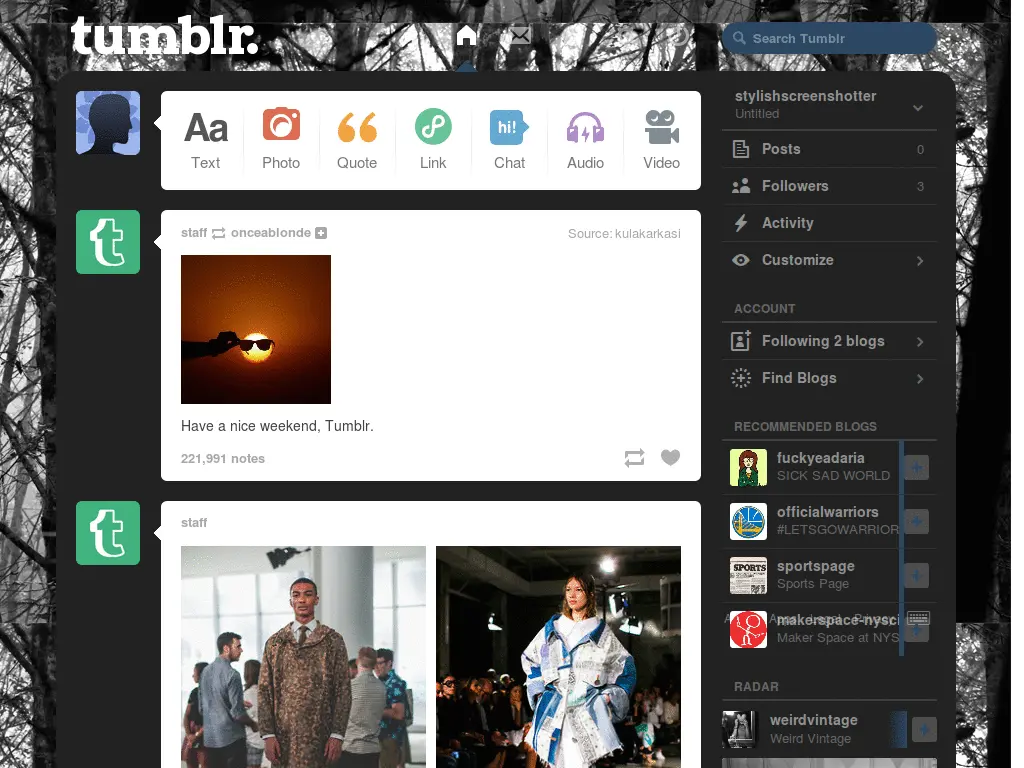 tumblr.
Search Tumblr
Aa
Text
Photo
Quote
Link
hi!
Chat
Audio
Video
staff onceablonde
Source: kulakarkasi
Have a nice weekend, Tumblr.
221,991 notes
staff
stylishscreenshotter
Untitled
Posts 0
Followers 3
Activity
Customize
ACCOUNT
Following 2 blogs
Find Blogs
RECOMMENDED BLOGS
fuckyeadaria
SICK SAD WORLD
officialwarriors
#LETSGOWARRIOR
SPORTS
sportspage
Sports Page
makerspace-nysci
Maker Space at NYS
RADAR
weirdvintage
Weird Vintage